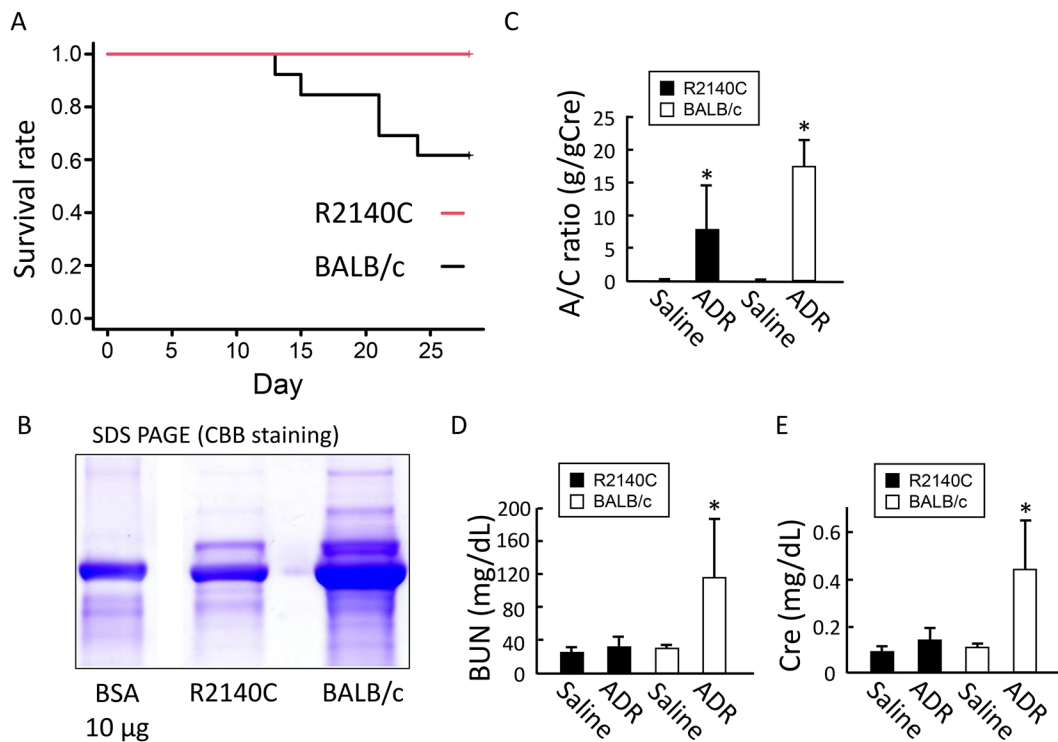 A
1.0
0.8
0.6
0.4
0.2
0.0
Survival rate
R2140C
BALB/c
0 5 10 15 20 25
Day
C
R2140C
BALB/c
25
20
15
10
5
0
A/C ratio (g/gCre)
*
*
Saline ADR Saline ADR
B
SDS PAGE (CBB staining)
BSA R2140C BALB/c
10 µg
D
R2140C
BALB/c
200
160
120
80
40
0
BUN (mg/dL)
*
Saline ADR Saline ADR
E
R2140C
BALB/c
0.6
0.4
0.2
0
Cre (mg/dL)
*
Saline ADR Saline ADR